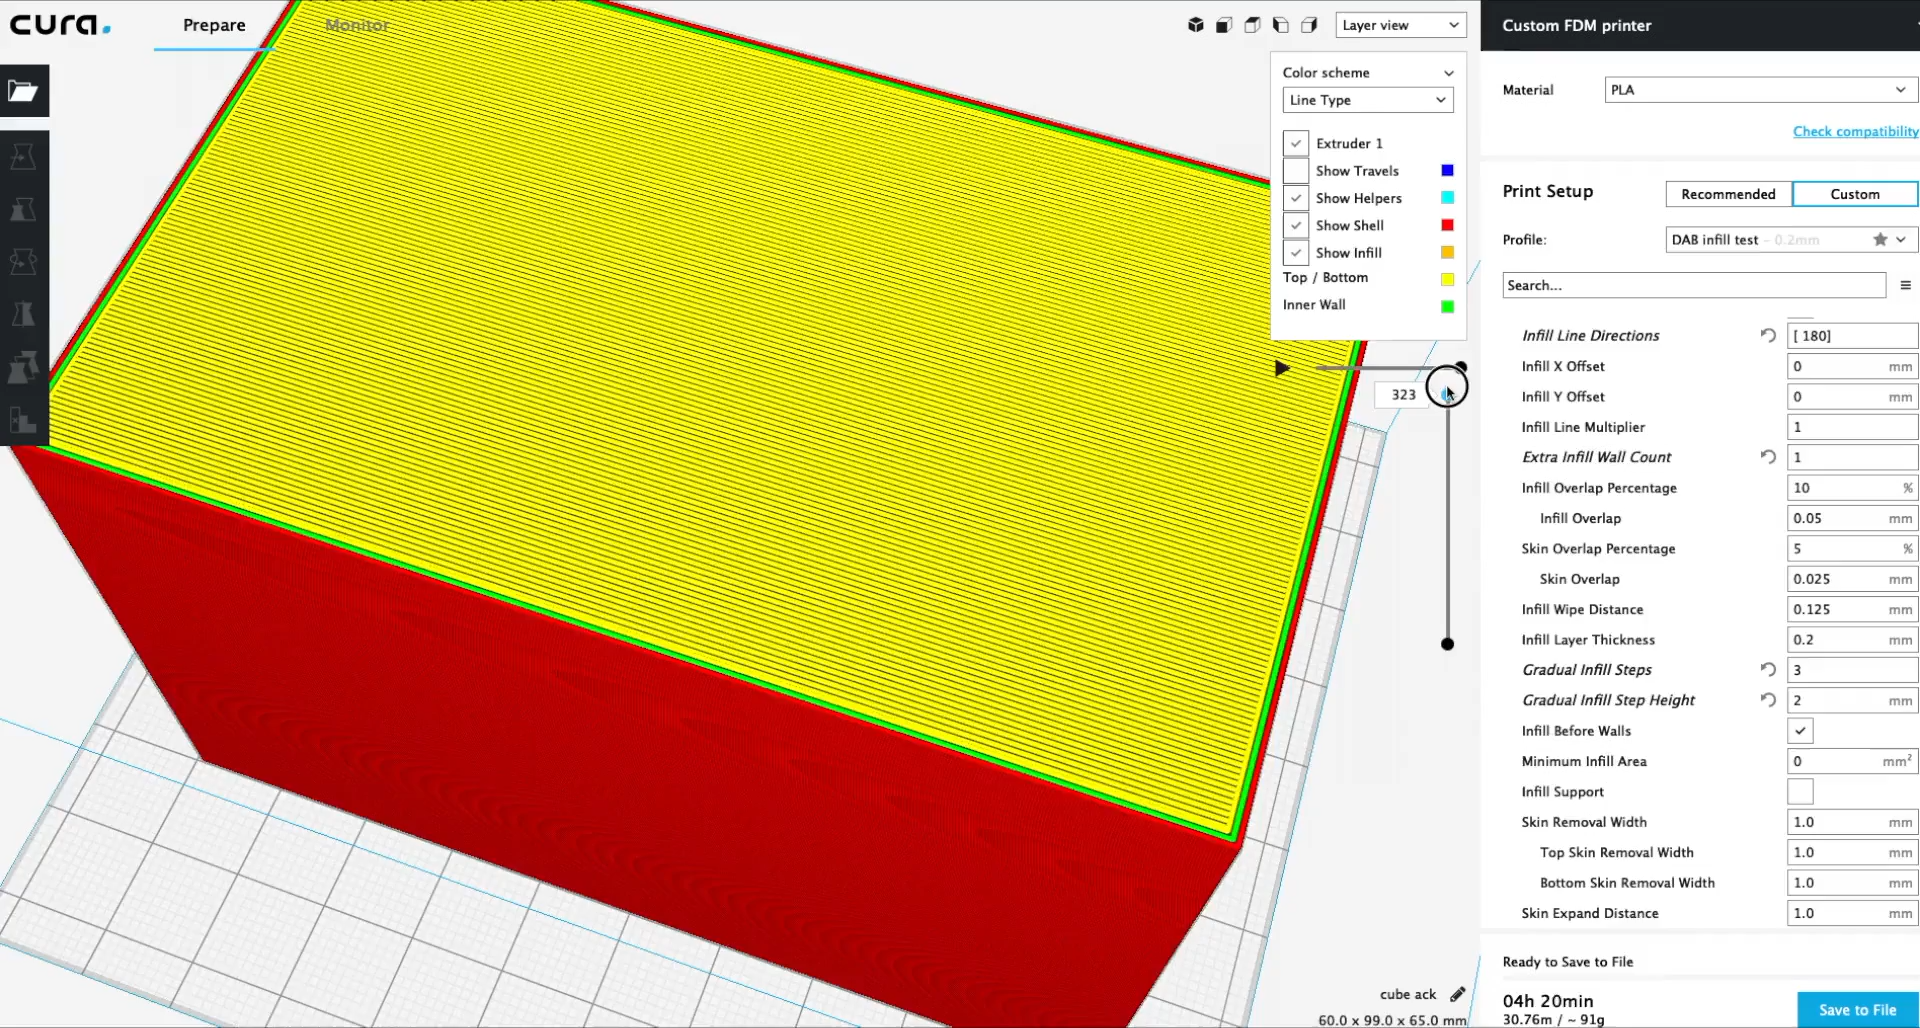 cura.
Prepare
Monitor
Layer view
Color scheme
Line Type
Extruder 1
Show Travels
Show Helpers
Show Shell
Show Infill
Top / Bottom
Inner Wall
323
cube ack
60.0 x 99.0 x 65.0 mm
Custom FDM printer
Material PLA
Check compatibility
Print Setup Recommended Custom
Profile: DAB infill test - 0.2mm
Search...
Infill Line Directions [ 180]
Infill X Offset 0 mm
Infill Y Offset 0 mm
Infill Line Multiplier 1
Extra Infill Wall Count 1
Infill Overlap Percentage 10 %
Infill Overlap 0.05 mm
Skin Overlap Percentage 5 %
Skin Overlap 0.025 mm
Infill Wipe Distance 0.125 mm
Infill Layer Thickness 0.2 mm
Gradual Infill Steps 3
Gradual Infill Step Height 2 mm
Infill Before Walls
Minimum Infill Area 0 mm²
Infill Support
Skin Removal Width 1.0 mm
Top Skin Removal Width 1.0 mm
Bottom Skin Removal Width 1.0 mm
Skin Expand Distance 1.0 mm
Ready to Save to File
04h 20min
30.76m / ~ 91g
Save to File